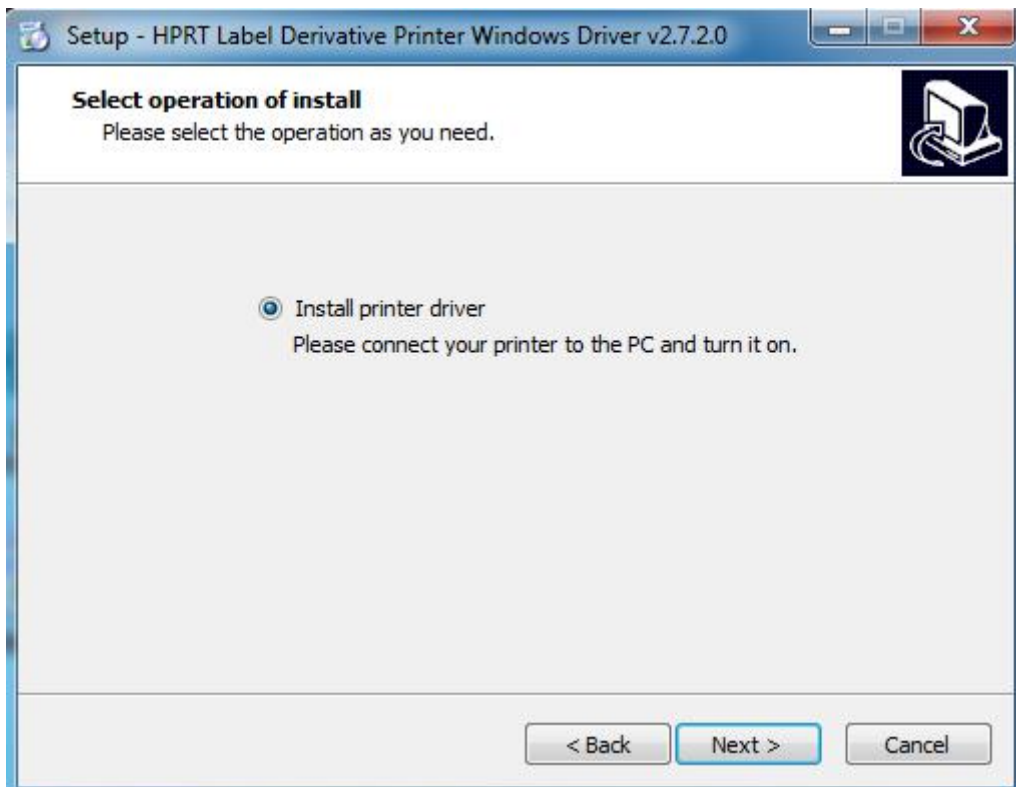 Setup - HPRT Label Derivative Printer Windows Driver v2.7.2.0
Select operation of install
Please select the operation as you need.
Install printer driver
Please connect your printer to the PC and turn it on.
< Back Next > Cancel